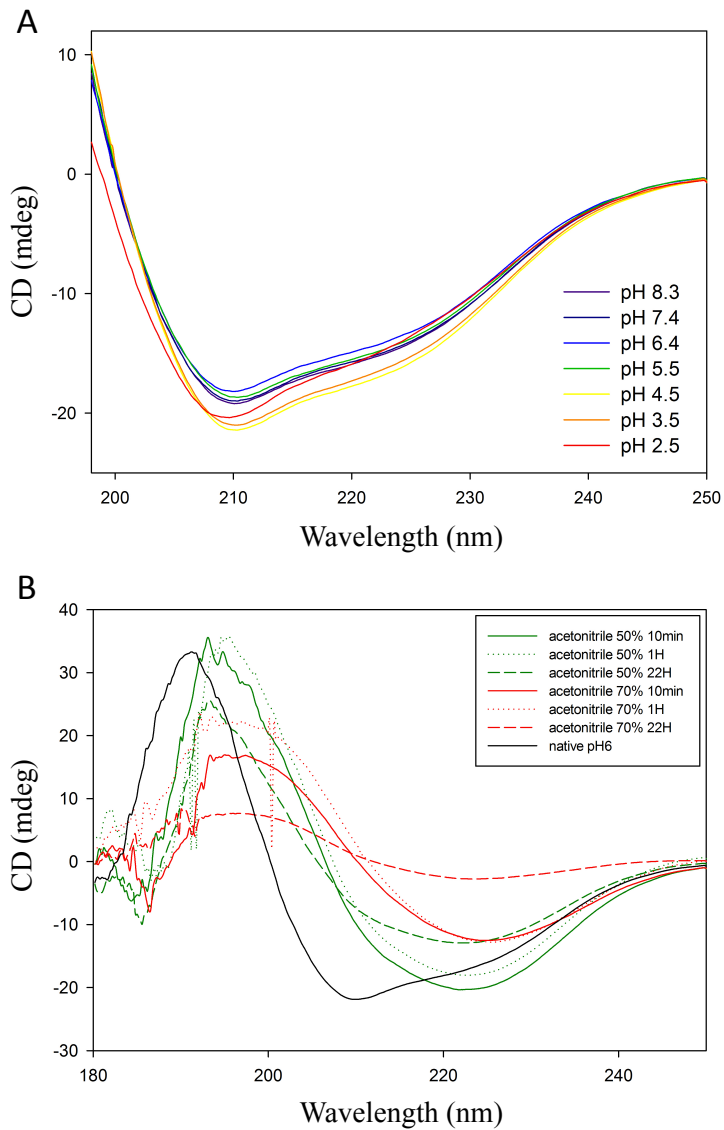 A
10
0
-10
-20
CD (mdeg)
pH 8.3
pH 7.4
pH 6.4
pH 5.5
pH 4.5
pH 3.5
pH 2.5
200
210
220
230
240
250
Wavelength (nm)
B
40
30
20
10
0
-10
-20
-30
CD (mdeg)
acetonitrile 50% 10min
acetonitrile 50% 1H
acetonitrile 50% 22H
acetonitrile 70% 10min
acetonitrile 70% 1H
acetonitrile 70% 22H
native pH6
180
200
220
240
Wavelength (nm)